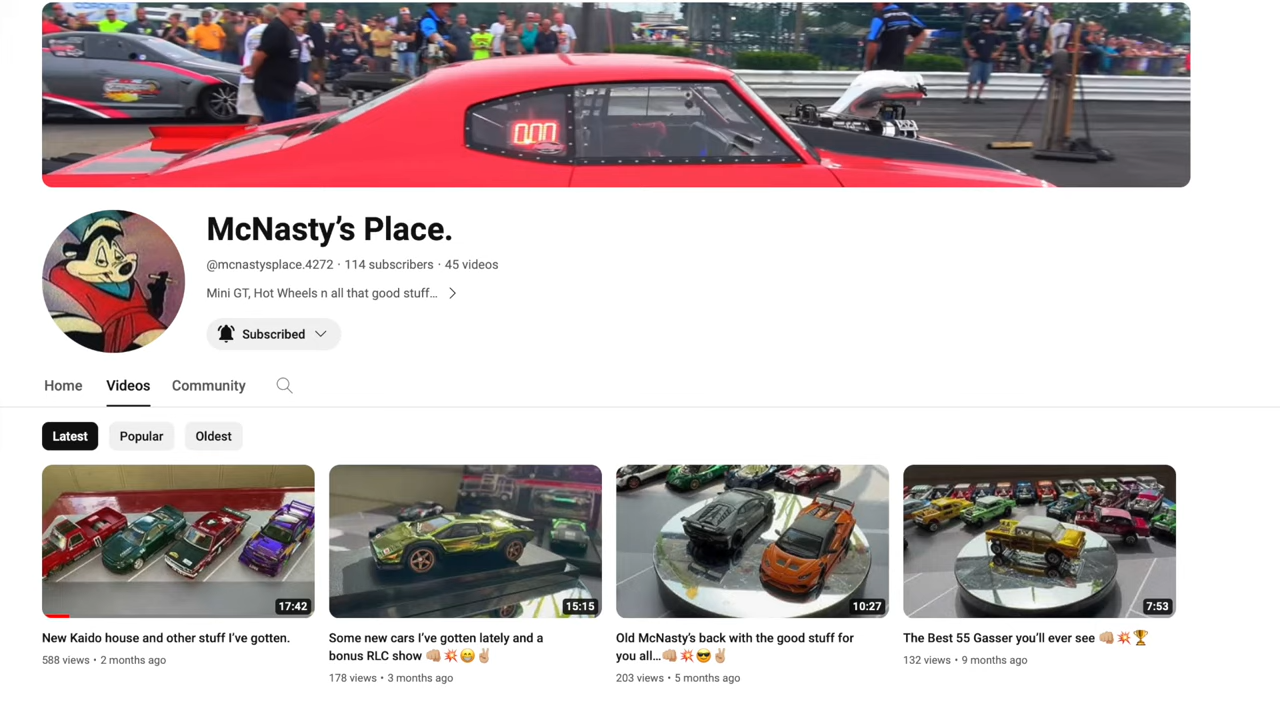 000
McNasty’s Place.
@mcnastysplace.4272 · 114 subscribers · 45 videos
Mini GT, Hot Wheels n all that good stuff...
Subscribed
Home Videos Community
Latest Popular Oldest
17:42
New Kaido house and other stuff I’ve gotten.
588 views • 2 months ago
15:15
Some new cars I’ve gotten lately and a
bonus RLC show 👊🏼💥😁✌🏼
178 views • 3 months ago
10:27
Old McNasty’s back with the good stuff for
you all...👊🏼💥😎✌🏼
203 views • 5 months ago
7:53
The Best 55 Gasser you’ll ever see 👊🏼💥🏆
132 views • 9 months ago